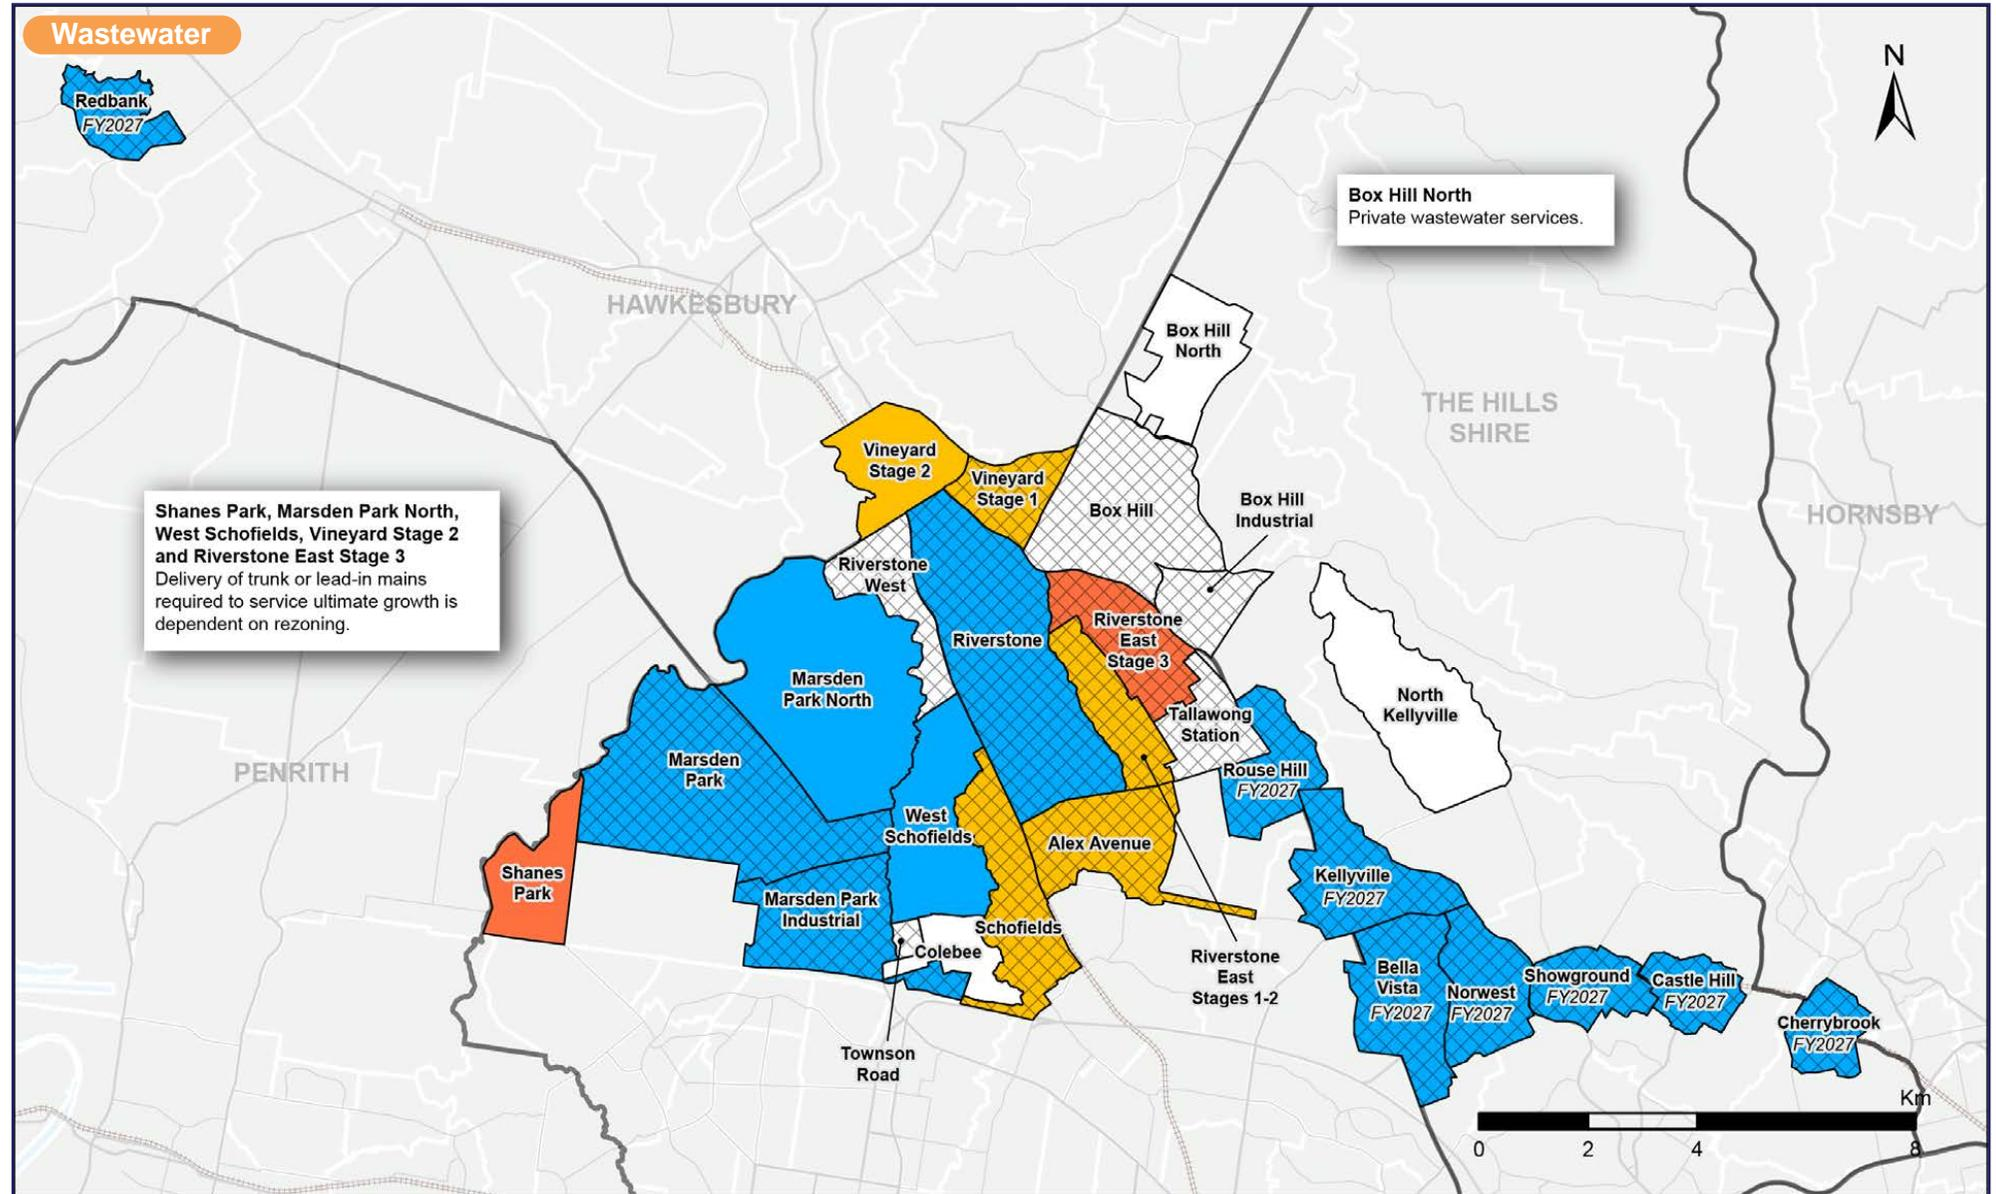 Wastewater
Redbank
FY2027
N
Box Hill North
Private wastewater services.
HAWKESBURY
Box Hill
North
THE HILLS
SHIRE
Vineyard
Stage 2
Vineyard
Stage 1
Box Hill
Box Hill
Industrial
HORNSBY
Shanes Park, Marsden Park North,
West Schofields, Vineyard Stage 2
and Riverstone East Stage 3
Delivery of trunk or lead-in mains
required to service ultimate growth is
dependent on rezoning.
Riverstone
West
Riverstone
Riverstone
East
Stage 3
Marsden
Park North
North
Kellyville
Tallawong
Station
PENRITH
Marsden
Park
Rouse Hill
FY2027
West
Schofields
Alex Avenue
Shanes
Park
Marsden Park
Industrial
Kellyville
FY2027
Schofields
Colebee
Riverstone
East
Stages 1-2
Bella
Vista
FY2027
Norwest
FY2027
Showground
FY2027
Castle Hill
FY2027
Cherrybrook
FY2027
Townson
Road
Km
0 2 4 8